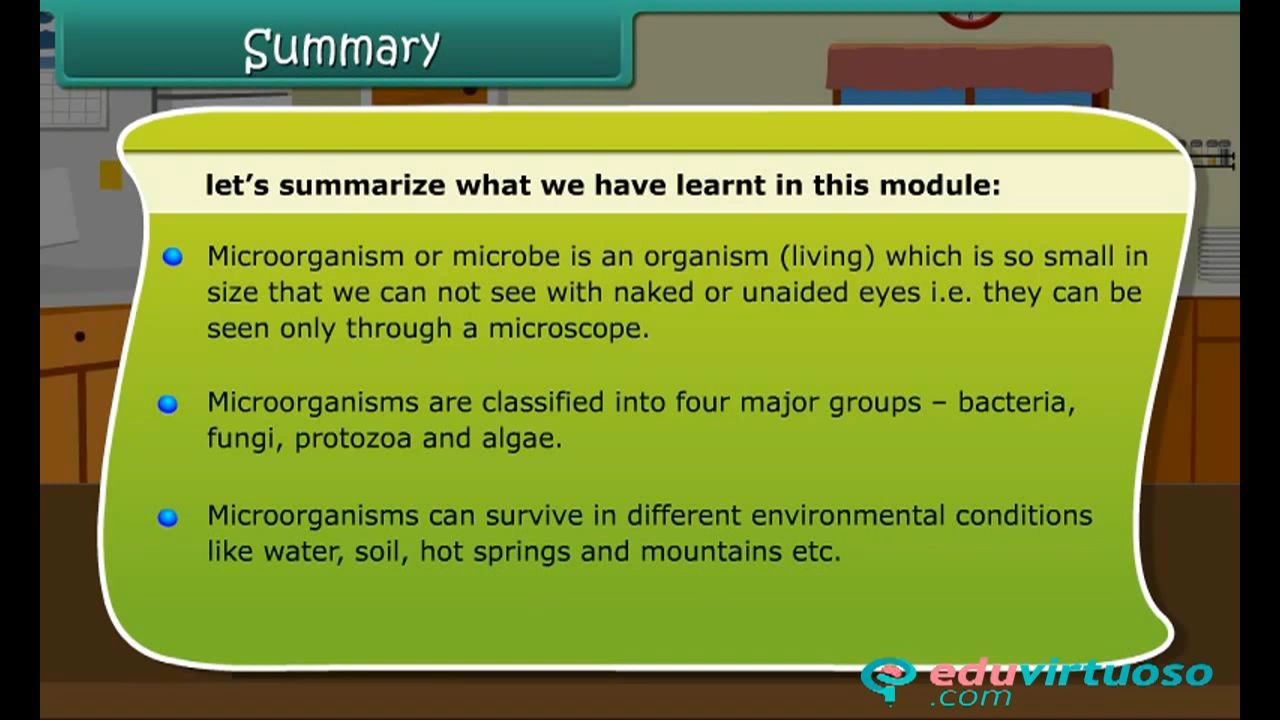 Summary
let's summarize what we have learnt in this module:
Microorganism or microbe is an organism (living) which is so small in
size that we can not see with naked or unaided eyes i.e. they can be
seen only through a microscope.
Microorganisms are classified into four major groups – bacteria,
fungi, protozoa and algae.
Microorganisms can survive in different environmental conditions
like water, soil, hot springs and mountains etc.
eduvirtuoso
.com